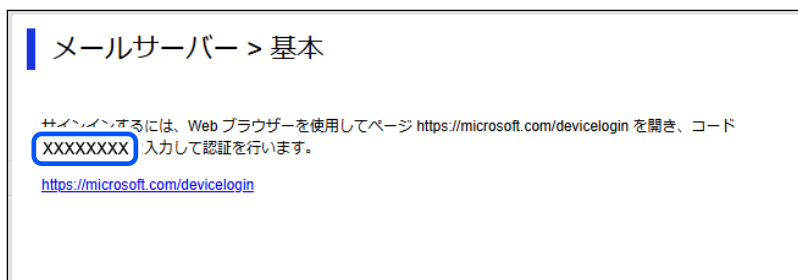 メールサーバー > 基本
サインインするには、Web ブラウザーを使用してページ https://microsoft.com/devicelogin を開き、コード
XXXXXXXX 入力して認証を行います。
https://microsoft.com/devicelogin